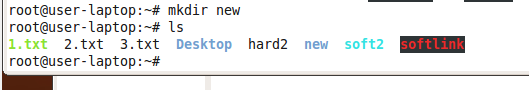 root@user-laptop:~# mkdir new
root@user-laptop:~# ls
1.txt 2.txt 3.txt Desktop hard2 new soft2 softlink
root@user-laptop:~#